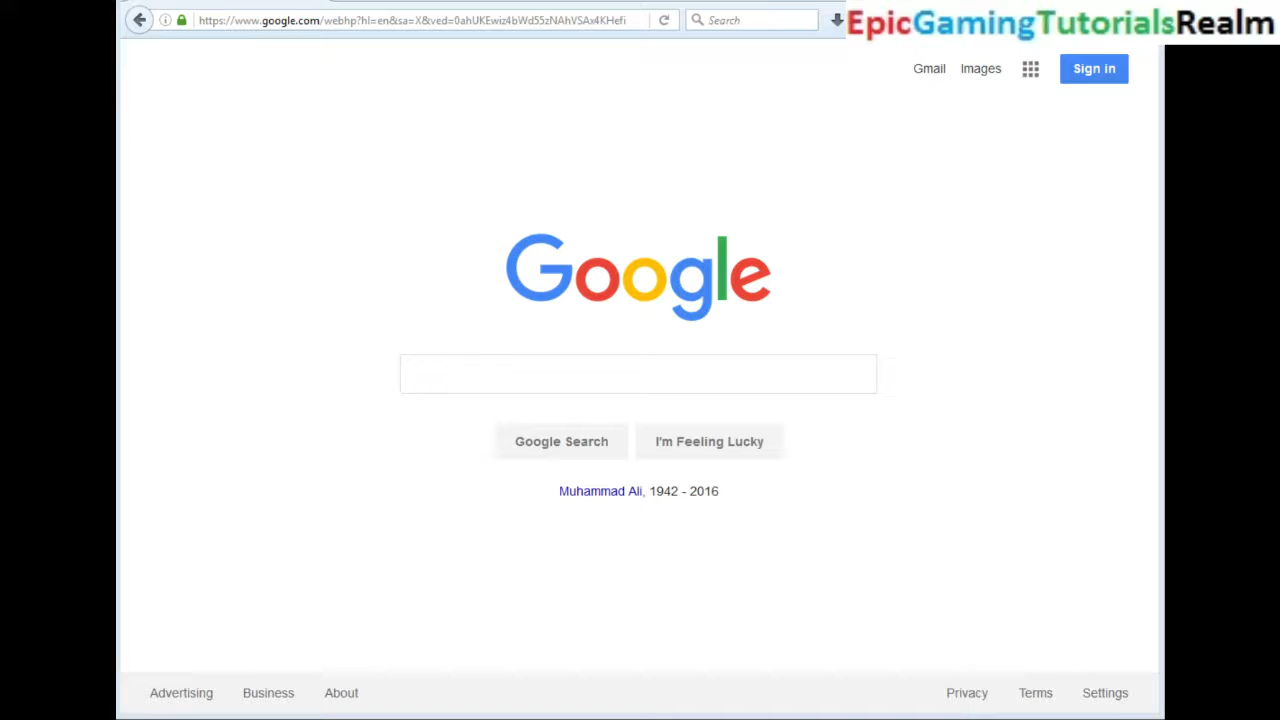 https://www.google.com/webhp?hl=en&sa=X&ved=0ahUKEwiz4bWd55zNAhVSAx4KHefi
Search
EpicGamingTutorialsRealm
Gmail
Images
Sign in
Google
Google Search
I'm Feeling Lucky
Muhammad Ali, 1942 - 2016
Advertising
Business
About
Privacy
Terms
Settings